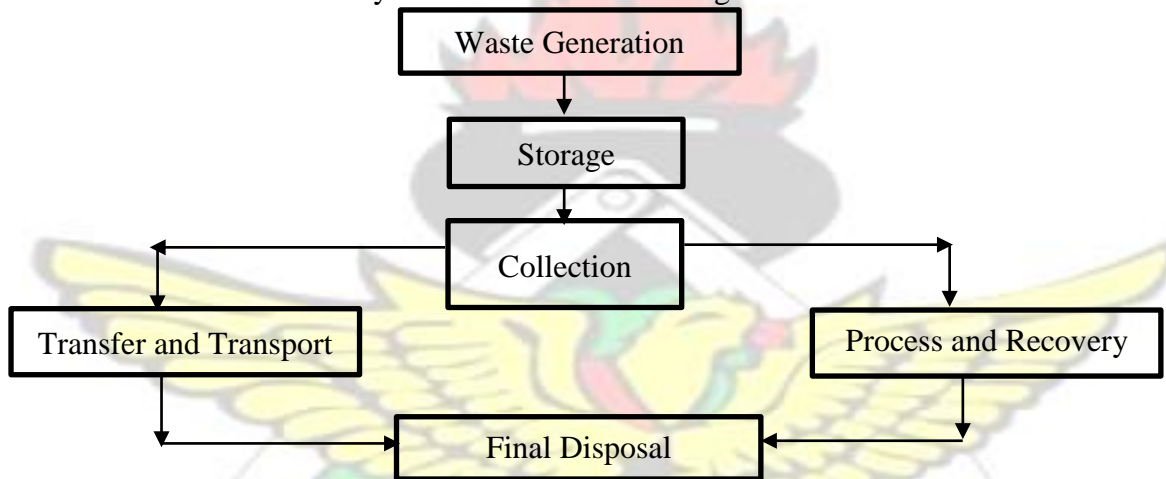 Waste Generation
Storage
Collection
Transfer and Transport
Process and Recovery
Final Disposal